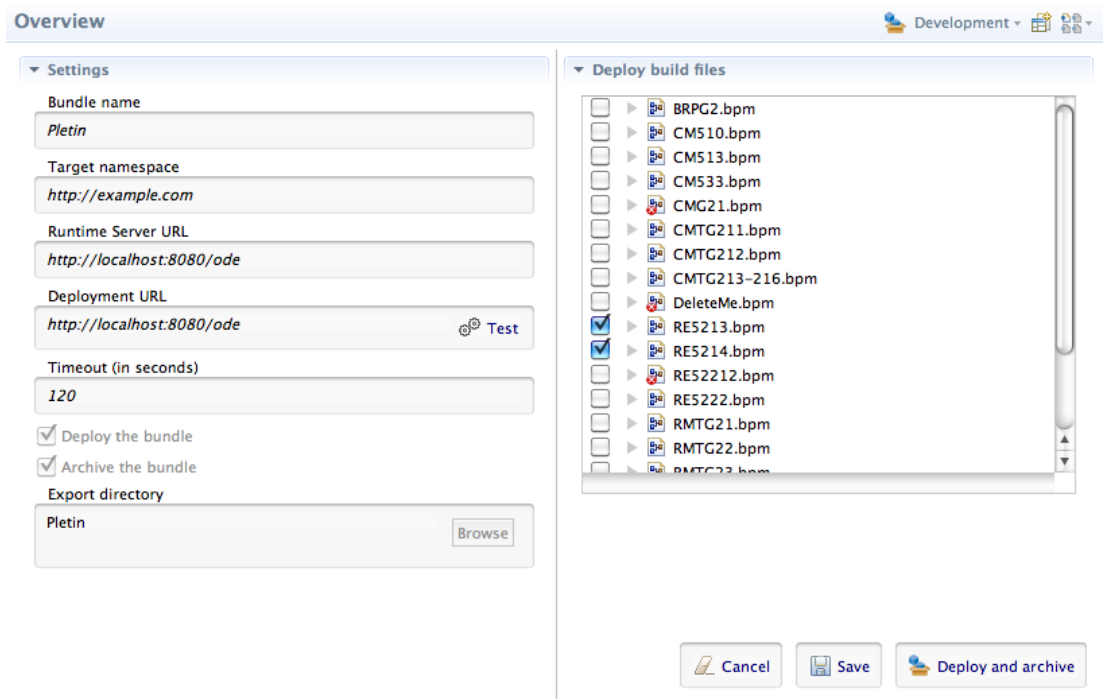 Overview
Development
Settings
Bundle name
Pletin
Target namespace
http://example.com
Runtime Server URL
http://localhost:8080/ode
Deployment URL
http://localhost:8080/ode
Test
Timeout (in seconds)
120
Deploy the bundle
Archive the bundle
Export directory
Pletin
Browse
Deploy build files
BRPG2.bpm
CM510.bpm
CM513.bpm
CM533.bpm
CMG21.bpm
CMTG211.bpm
CMTG212.bpm
CMTG213-216.bpm
DeleteMe.bpm
RE5213.bpm
RE5214.bpm
RE52212.bpm
RE5222.bpm
RMTG21.bpm
RMTG22.bpm
RMTG23.bpm
Cancel
Save
Deploy and archive